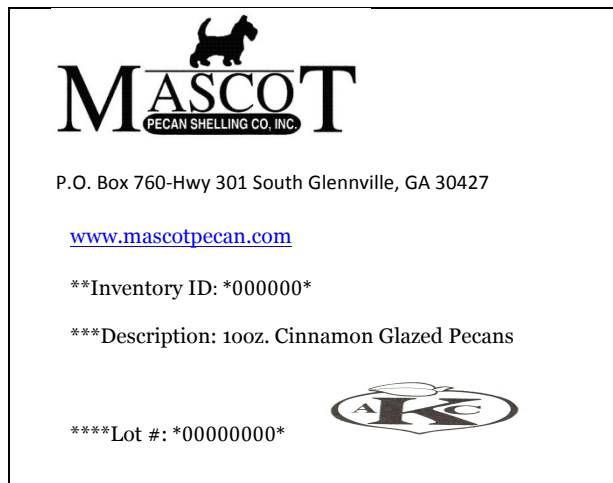 MASCOT
PECAN SHELLING CO, INC.
P.O. Box 760-Hwy 301 South Glennville, GA 30427
www.mascotpecan.com
**Inventory ID: *000000*
***Description: 10oz. Cinnamon Glazed Pecans
AKC
****Lot #: *00000000*